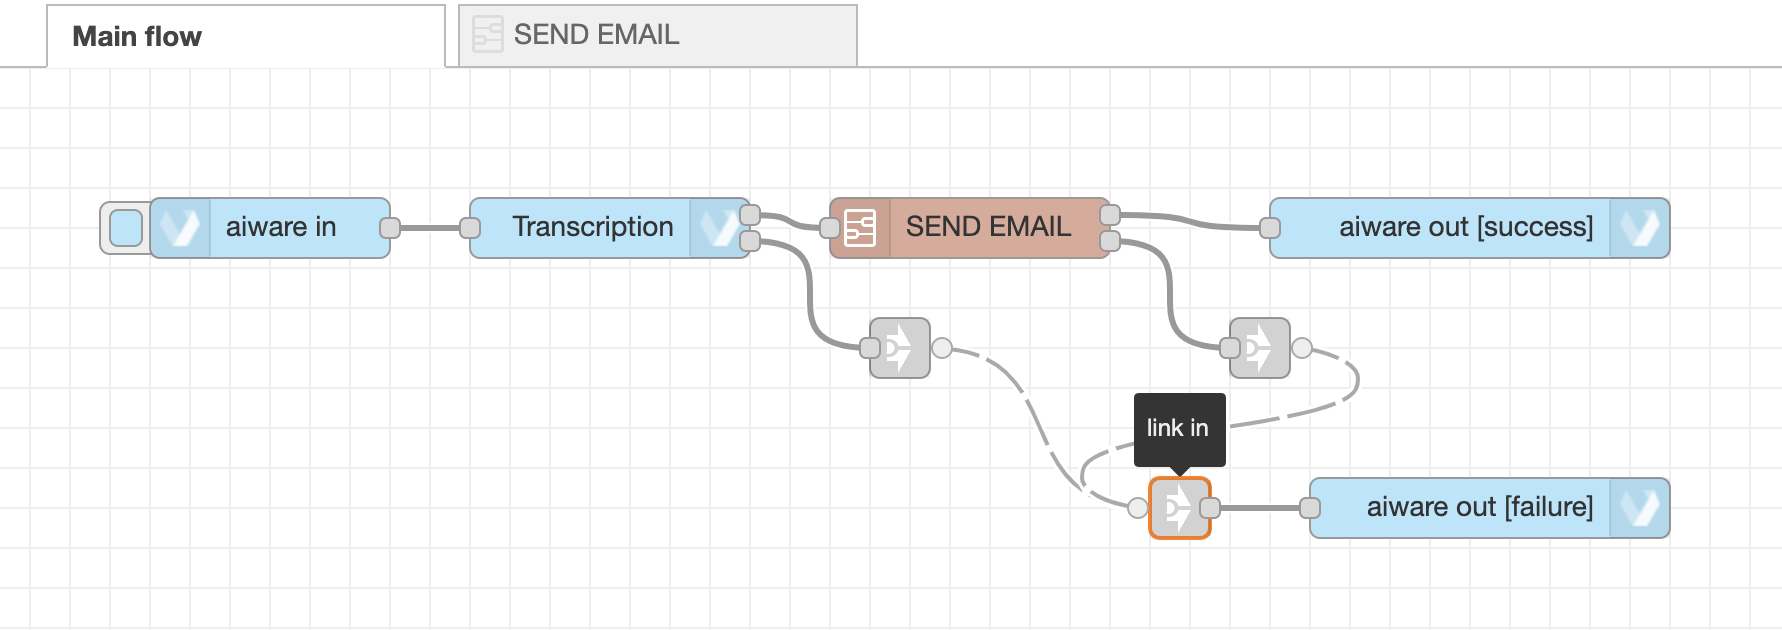 Main flow
SEND EMAIL
aiware in
Transcription
SEND EMAIL
aiware out [success]
link in
aiware out [failure]